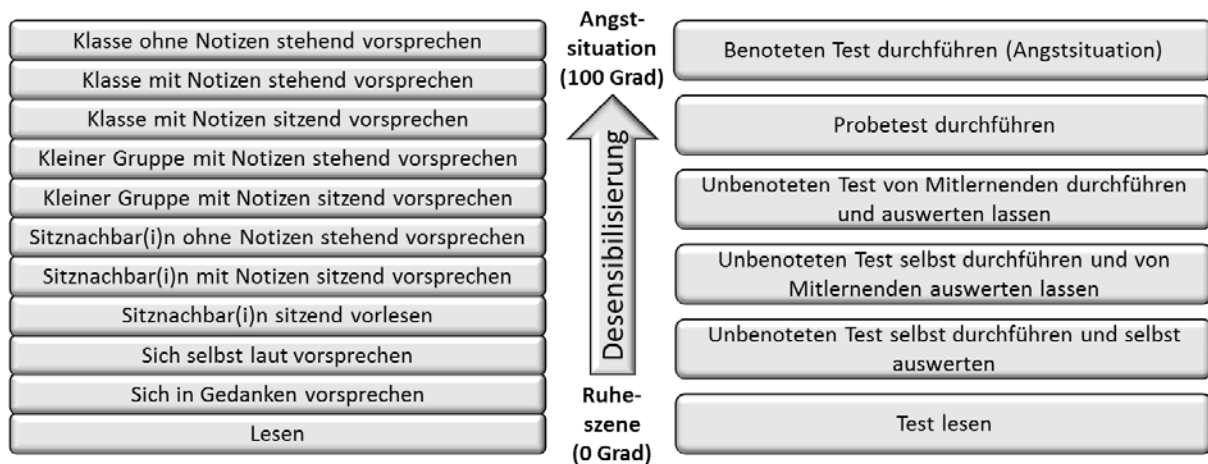 Klasse ohne Notizen stehend vorsprechen
Klasse mit Notizen stehend vorsprechen
Klasse mit Notizen sitzend vorsprechen
Kleiner Gruppe mit Notizen stehend vorsprechen
Kleiner Gruppe mit Notizen sitzend vorsprechen
Sitznachbar(i)n ohne Notizen stehend vorsprechen
Sitznachbar(i)n mit Notizen sitzend vorsprechen
Sitznachbar(i)n sitzend vorlesen
Sich selbst laut vorsprechen
Sich in Gedanken vorsprechen
Lesen
Angst-
situation
(100 Grad)
Desensibilisierung
Ruhe-
szene
(0 Grad)
Benoteten Test durchführen (Angstsituation)
Probetest durchführen
Unbenoteten Test von Mitlernenden durchführen
und auswerten lassen
Unbenoteten Test selbst durchführen und von
Mitlernenden auswerten lassen
Unbenoteten Test selbst durchführen und selbst
auswerten
Test lesen